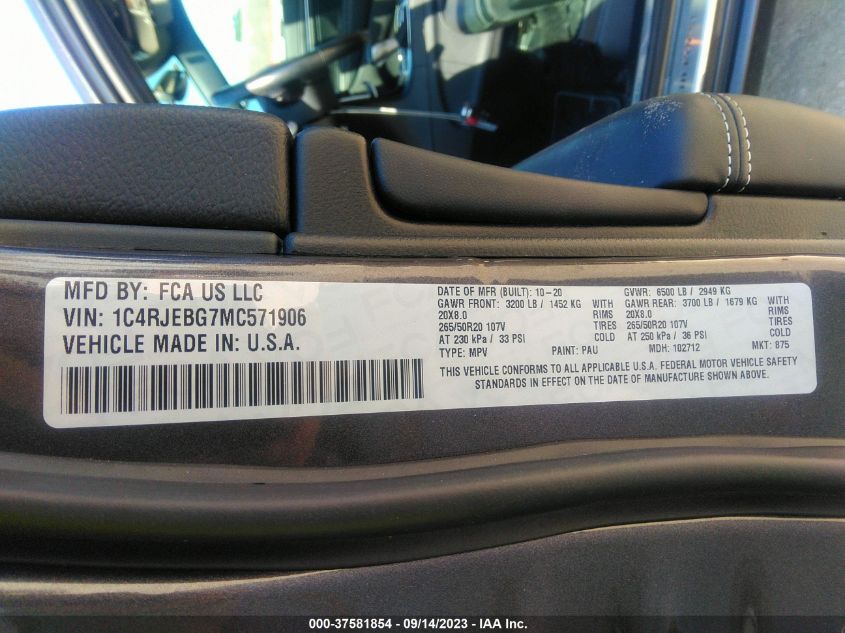 MFD BY: FCA US LLC
VIN: 1C4RJEBG7MC571906
VEHICLE MADE IN: U.S.A.
DATE OF MFR (BUILT): 10-20 GVWR: 6500 LB / 2949 KG
GAWR FRONT: 3200 LB / 1452 KG WITH GAWR REAR: 3700 LB / 1679 KG WITH
20X8.0 RIMS 20X8.0 RIMS
265/50R20 107V TIRES 265/50R20 107V TIRES
AT 230 kPa / 33 PSI COLD AT 250 kPa / 36 PSI COLD
TYPE: MPV PAINT: PAU MDH: 102712 MKT: 875
THIS VEHICLE CONFORMS TO ALL APPLICABLE U.S.A. FEDERAL MOTOR VEHICLE SAFETY
STANDARDS IN EFFECT ON THE DATE OF MANUFACTURE SHOWN ABOVE.
000-37581854 - 09/14/2023 - IAA Inc.